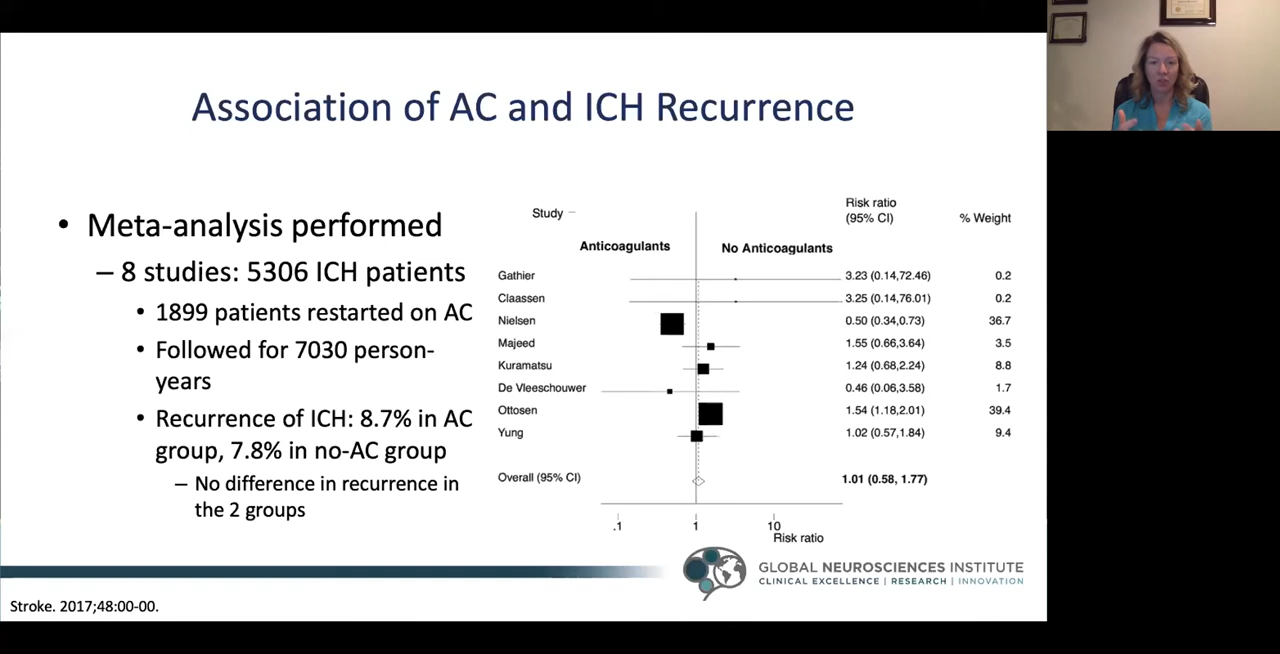 Association of AC and ICH Recurrence
• Meta-analysis performed
– 8 studies: 5306 ICH patients
• 1899 patients restarted on AC
• Followed for 7030 person-
years
• Recurrence of ICH: 8.7% in AC
group, 7.8% in no-AC group
– No difference in recurrence in
the 2 groups
Study
Risk ratio
(95% CI)
% Weight
Anticoagulants No Anticoagulants
Gathier 3.23 (0.14,72.46) 0.2
Claassen 3.25 (0.14,76.01) 0.2
Nielsen 0.50 (0.34,0.73) 36.7
Majeed 1.55 (0.66,3.64) 3.5
Kuramatsu 1.24 (0.68,2.24) 8.8
De Vleeschouwer 0.46 (0.06,3.58) 1.7
Ottosen 1.54 (1.18,2.01) 39.4
Yung 1.02 (0.57,1.84) 9.4
Overall (95% CI) 1.01 (0.58, 1.77)
.1 1 10
Risk ratio
GLOBAL NEUROSCIENCES INSTITUTE
CLINICAL EXCELLENCE | RESEARCH | INNOVATION
Stroke. 2017;48:00-00.